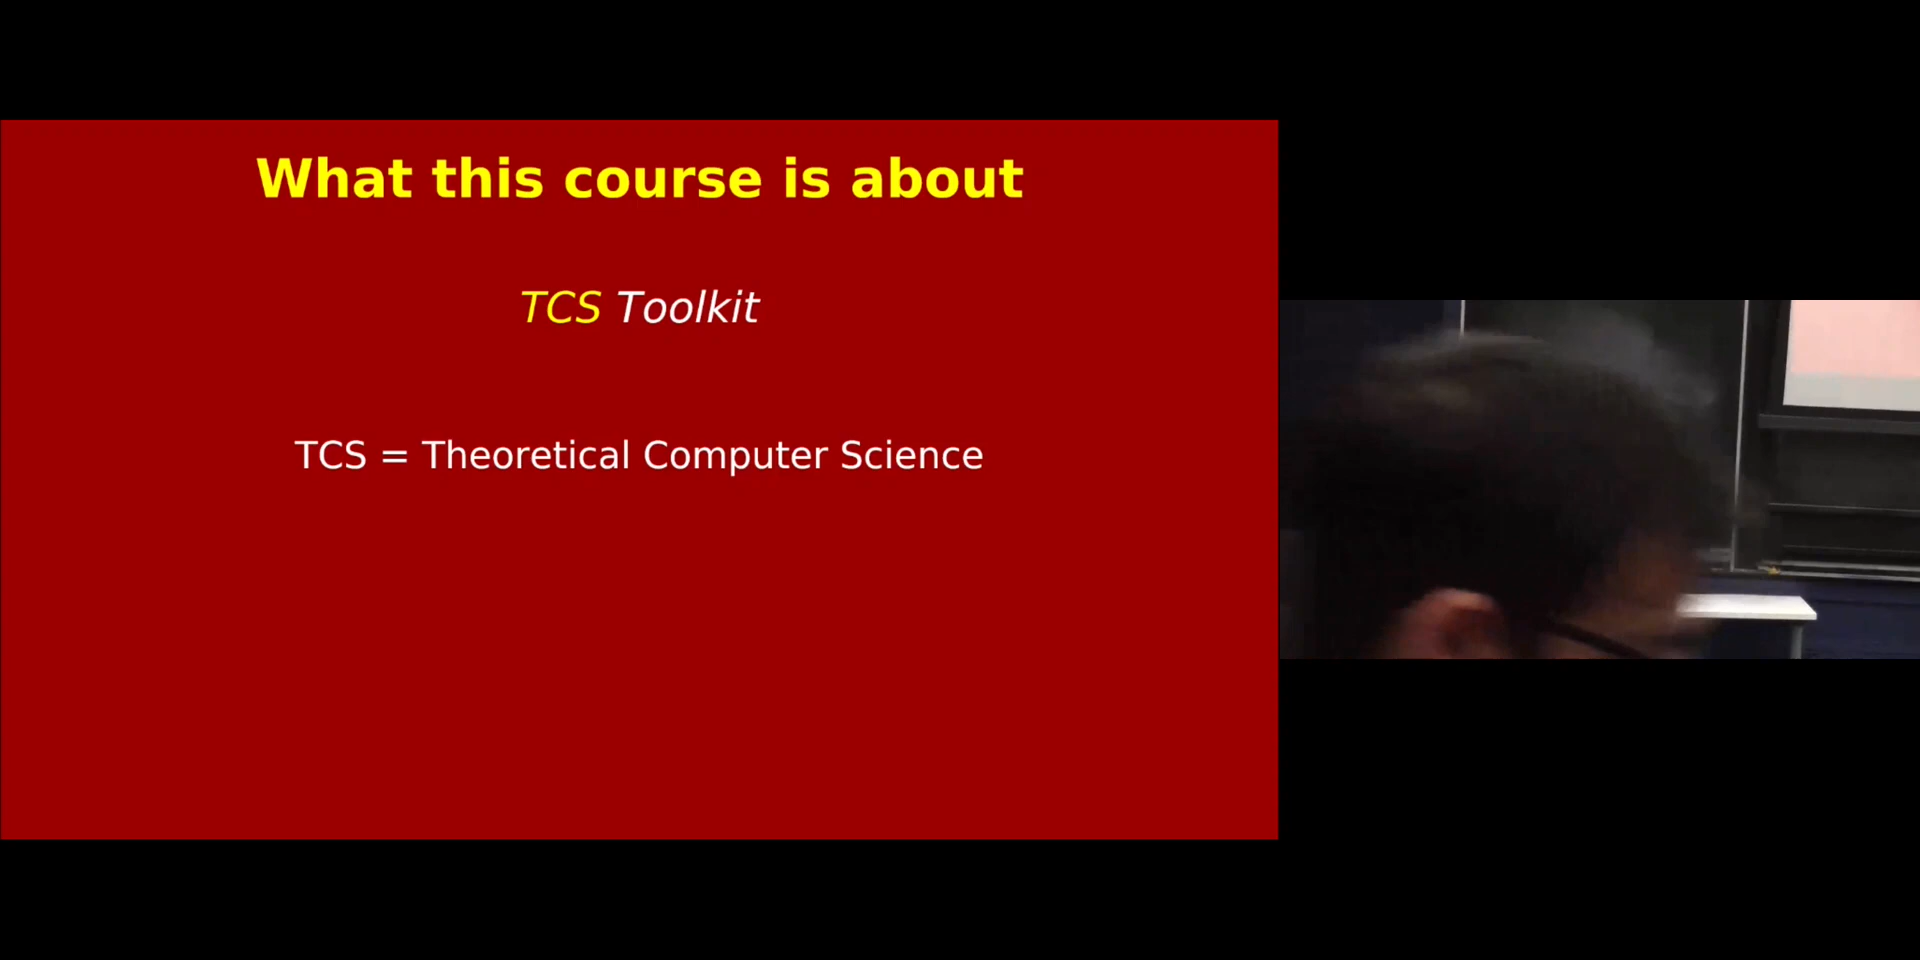 What this course is about
TCS Toolkit
TCS = Theoretical Computer Science